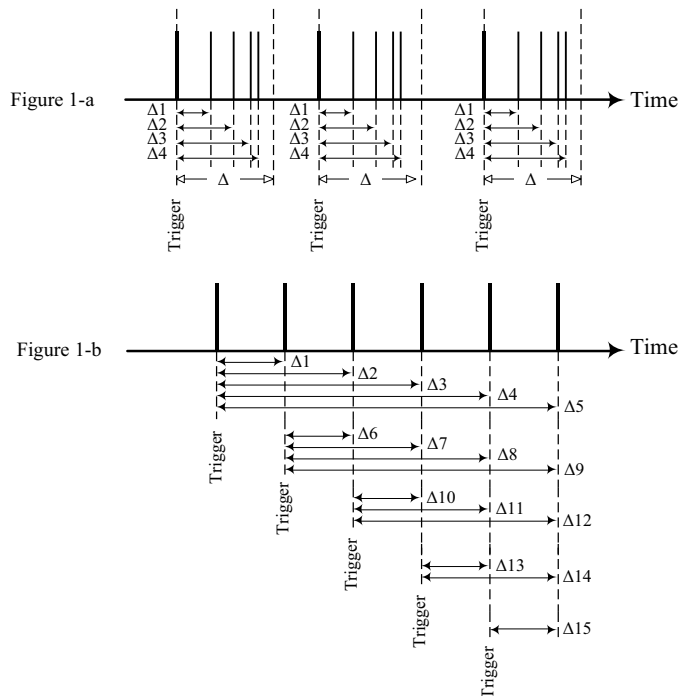 Figure 1-a
Time
Δ1 Δ1 Δ1
Δ2 Δ2 Δ2
Δ3 Δ3 Δ3
Δ4 Δ4 Δ4
Δ Δ Δ
Trigger Trigger Trigger
Figure 1-b
Time
Δ1
Δ2
Δ3
Δ4
Δ5
Trigger
Δ6
Δ7
Δ8
Δ9
Trigger
Δ10
Δ11
Δ12
Trigger
Δ13
Δ14
Trigger
Δ15
Trigger